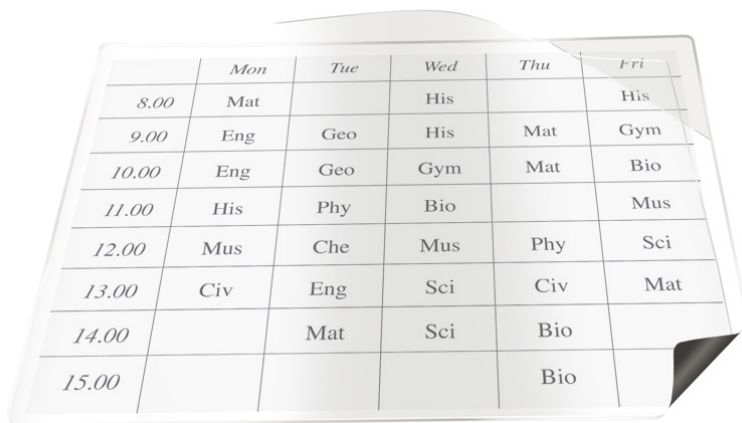 Mon Tue Wed Thu Fri
8.00 Mat His His
9.00 Eng Geo His Mat Gym
10.00 Eng Geo Gym Mat Bio
11.00 His Phy Bio Mus
12.00 Mus Che Mus Phy Sci
13.00 Civ Eng Sci Civ Mat
14.00 Mat Sci Bio
15.00 Bio